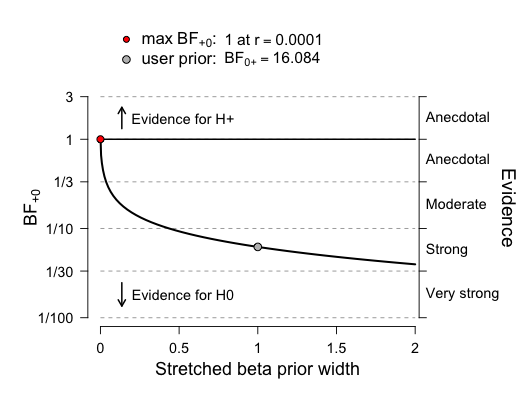 max BF+0: 1 at r = 0.0001
user prior: BF0+ = 16.084
3
1
1/3
1/10
1/30
1/100
BF+0
Evidence for H+
Evidence for H0
Anecdotal
Anecdotal
Moderate
Strong
Very strong
Evidence
0
0.5
1
1.5
2
Stretched beta prior width